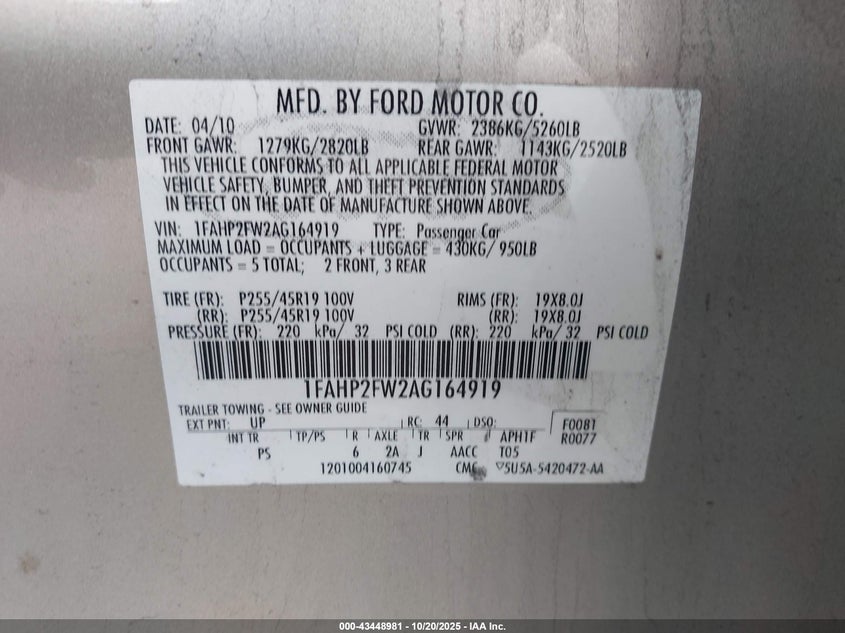 MFD. BY FORD MOTOR CO.
DATE: 04/10 GVWR: 2386KG/5260LB
FRONT GAWR: 1279KG/2820LB REAR GAWR: 1143KG/2520LB
THIS VEHICLE CONFORMS TO ALL APPLICABLE FEDERAL MOTOR
VEHICLE SAFETY, BUMPER, AND THEFT PREVENTION STANDARDS
IN EFFECT ON THE DATE OF MANUFACTURE SHOWN ABOVE.
VIN: 1FAHP2FW2AG164919 TYPE: Passenger Car
MAXIMUM LOAD = OCCUPANTS + LUGGAGE = 430KG/ 950LB
OCCUPANTS = 5 TOTAL; 2 FRONT, 3 REAR
TIRE (FR): P255/45R19 100V RIMS (FR): 19X8.0J
(RR): P255/45R19 100V (RR): 19X8.0J
PRESSURE (FR): 220 kPa/ 32 PSI COLD (RR): 220 kPa/ 32 PSI COLD
1FAHP2FW2AG164919
TRAILER TOWING - SEE OWNER GUIDE
EXT PNT: UP RC: 44 DSO: F0081
INT TR TP/PS R AXLE TR SPR APH1F R0077
PS 6 2A J AACC T05
1201004160745 CMC 5U5A-5420472-AA
000-43448981 - 10/20/2025 - IAA Inc.